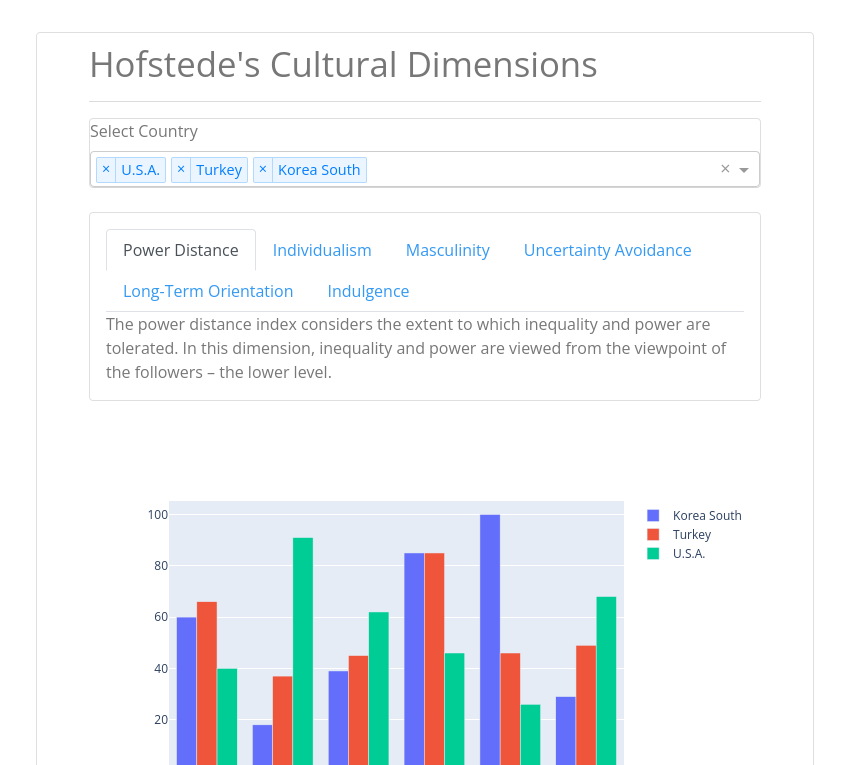 Hofstede's Cultural Dimensions
Select Country
× U.S.A. × Turkey × Korea South ×
Power Distance Individualism Masculinity Uncertainty Avoidance
Long-Term Orientation Indulgence
The power distance index considers the extent to which inequality and power are
tolerated. In this dimension, inequality and power are viewed from the viewpoint of
the followers – the lower level.
100
80
60
40
20
Korea South
Turkey
U.S.A.